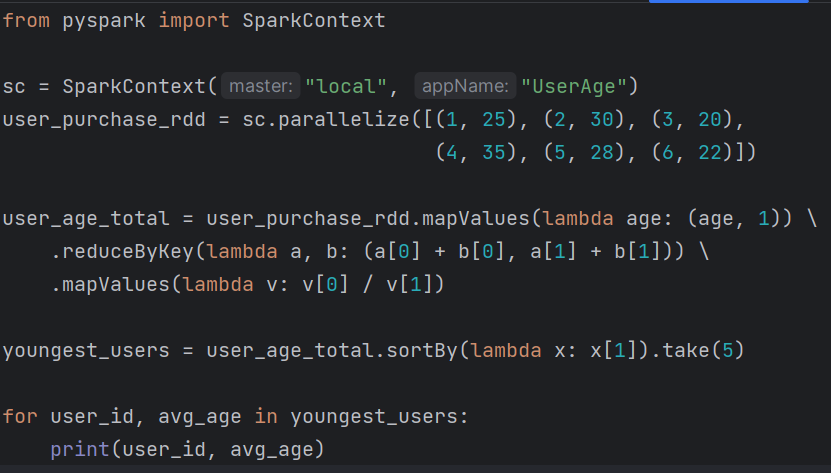 from pyspark import SparkContext
sc = SparkContext( master: "local", appName: "UserAge")
user_purchase_rdd = sc.parallelize([(1, 25), (2, 30), (3, 20),
(4, 35), (5, 28), (6, 22)])
user_age_total = user_purchase_rdd.mapValues(lambda age: (age, 1)) \
.reduceByKey(lambda a, b: (a[0] + b[0], a[1] + b[1])) \
.mapValues(lambda v: v[0] / v[1])
youngest_users = user_age_total.sortBy(lambda x: x[1]).take(5)
for user_id, avg_age in youngest_users:
print(user_id, avg_age)